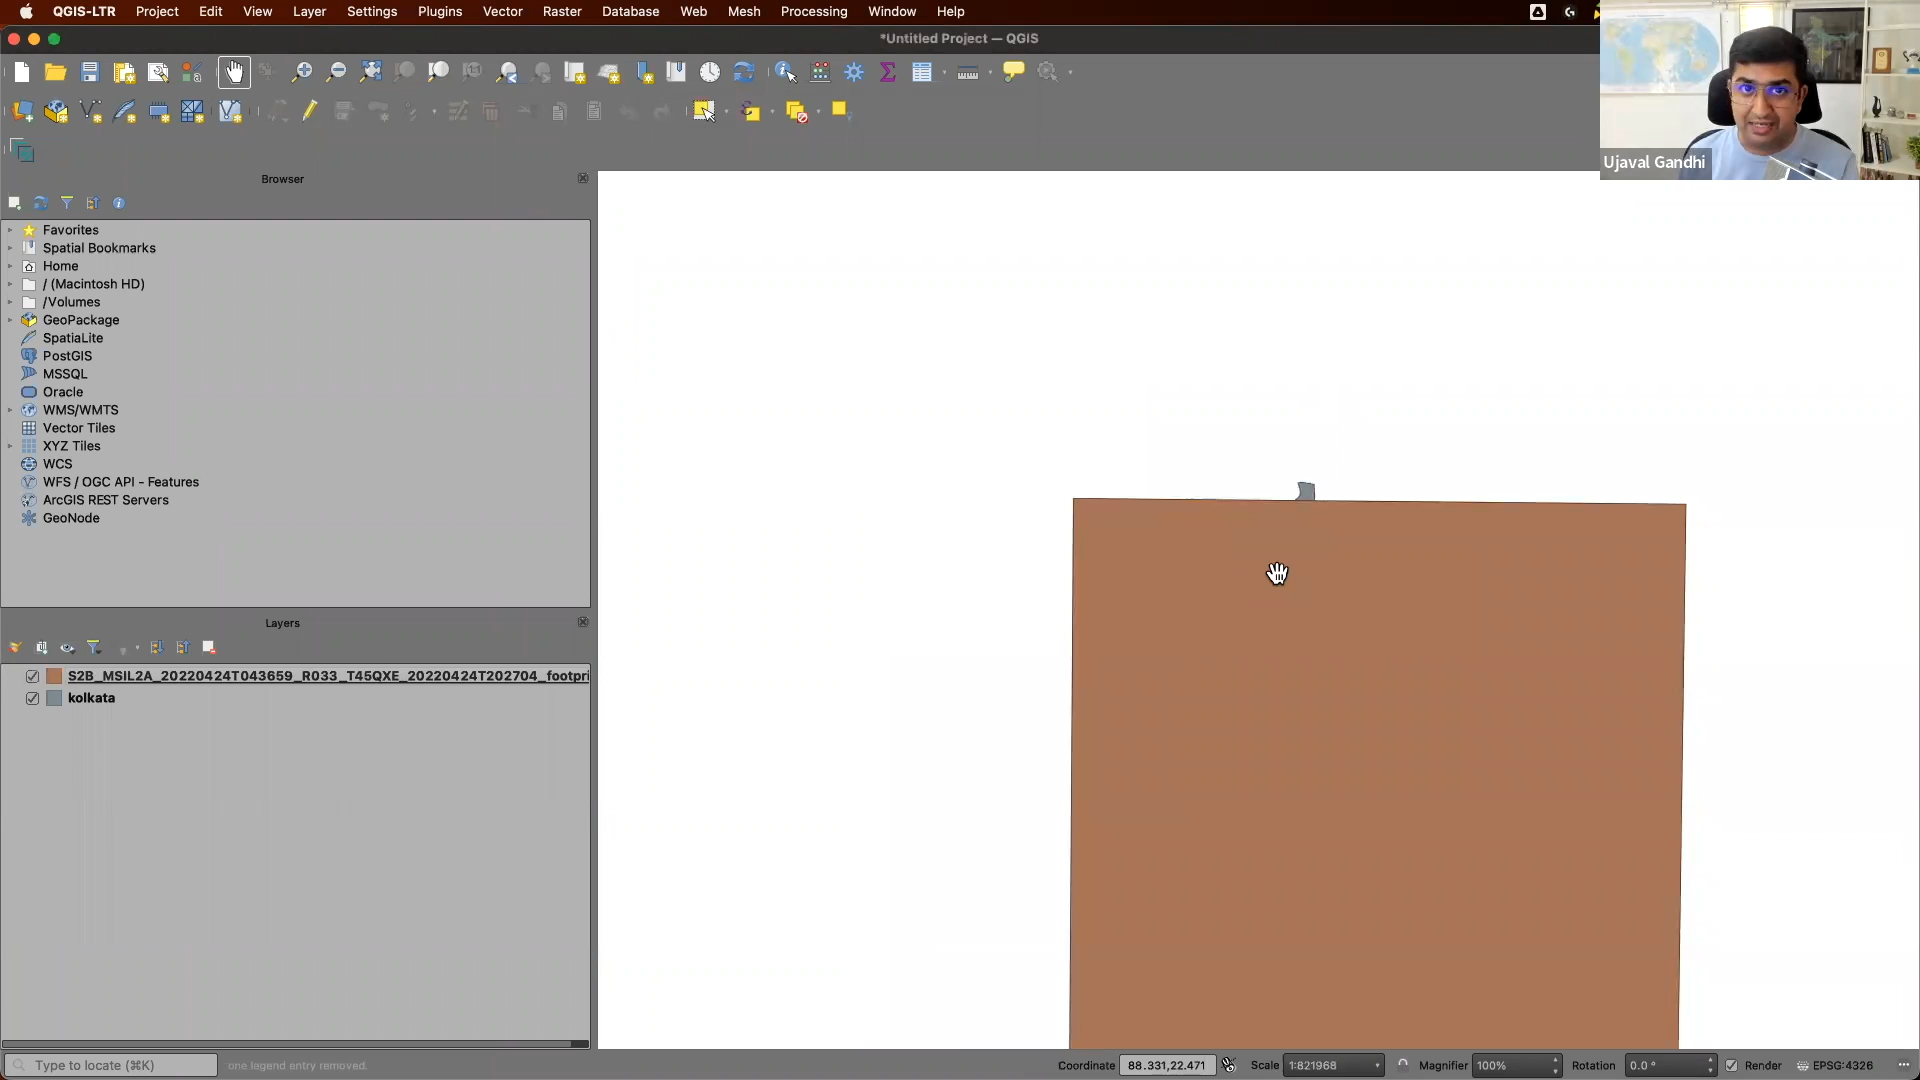 QGIS-LTR Project Edit View Layer Settings Plugins Vector Raster Database Web Mesh Processing Window Help
*Untitled Project — QGIS
Ujaval Gandhi
Browser
Favorites
Spatial Bookmarks
Home
/ (Macintosh HD)
/Volumes
GeoPackage
SpatiaLite
PostGIS
MSSQL
Oracle
WMS/WMTS
Vector Tiles
XYZ Tiles
WCS
WFS / OGC API - Features
ArcGIS REST Servers
GeoNode
Layers
S2B_MSIL2A_20220424T043659_R033_T45QXE_20220424T202704_footpri
kolkata
Type to locate (⌘K) one legend entry removed. Coordinate 88.331,22.471 Scale 1:821968 Magnifier 100% Rotation 0.0 ° Render EPSG:4326